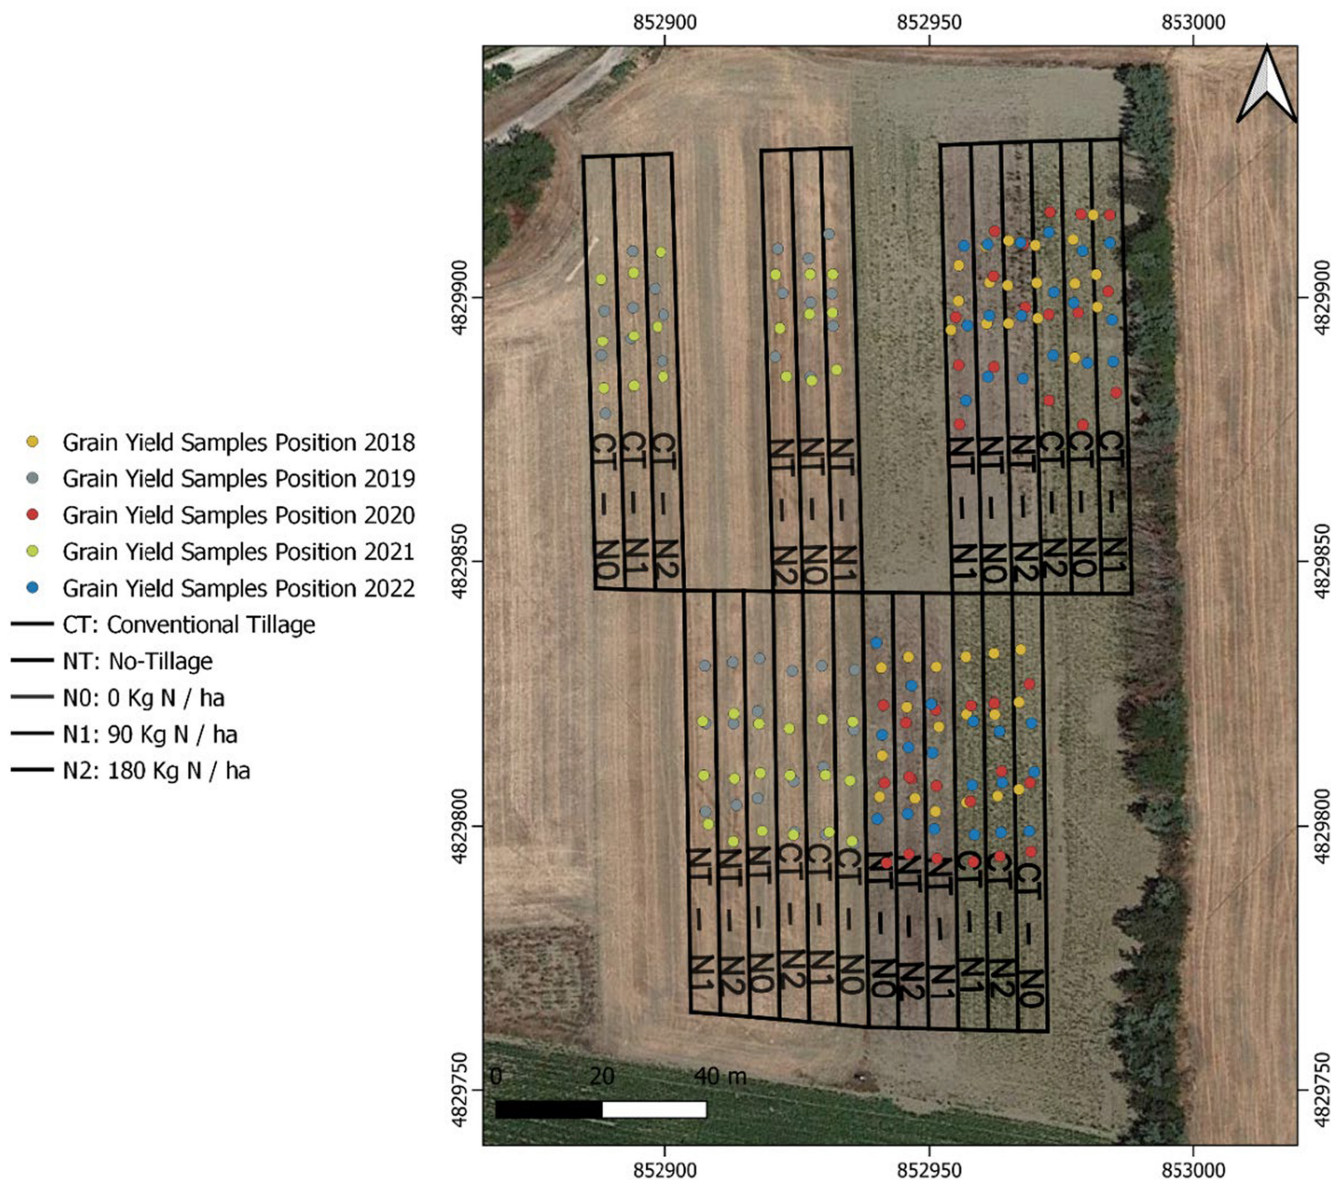 852900 852950 853000
4829900 4829900
4829850 4829850
4829800 4829800
4829750 4829750
Grain Yield Samples Position 2018
Grain Yield Samples Position 2019
Grain Yield Samples Position 2020
Grain Yield Samples Position 2021
Grain Yield Samples Position 2022
CT: Conventional Tillage
NT: No-Tillage
N0: 0 Kg N / ha
N1: 90 Kg N / ha
N2: 180 Kg N / ha
CT – N0
CT – N1
CT – N2
NT – N2
NT – N0
NT – N1
NT – N1
NT – N0
NT – N2
CT – N2
CT – N0
CT – N1
NT – N1
NT – N2
NT – N0
CT – N2
CT – N1
CT – N0
NT – N0
NT – N2
NT – N1
CT – N1
CT – N2
CT – N0
0 20 40 m
852900 852950 853000